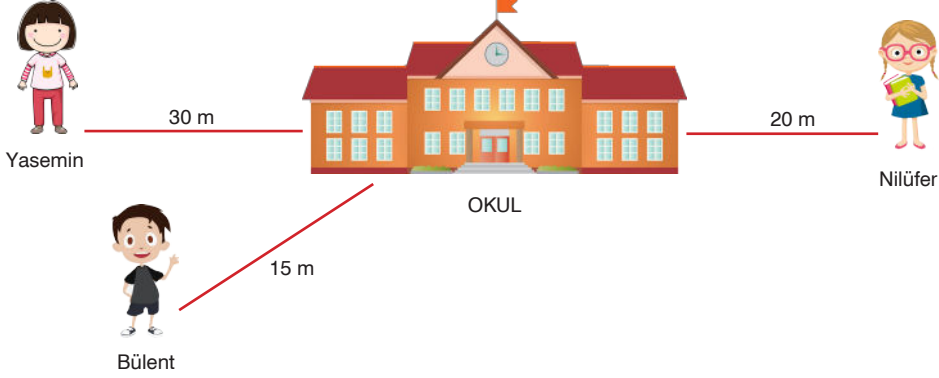 30 m
20 m
Yasemin
Nilüfer
OKUL
15 m
Bülent